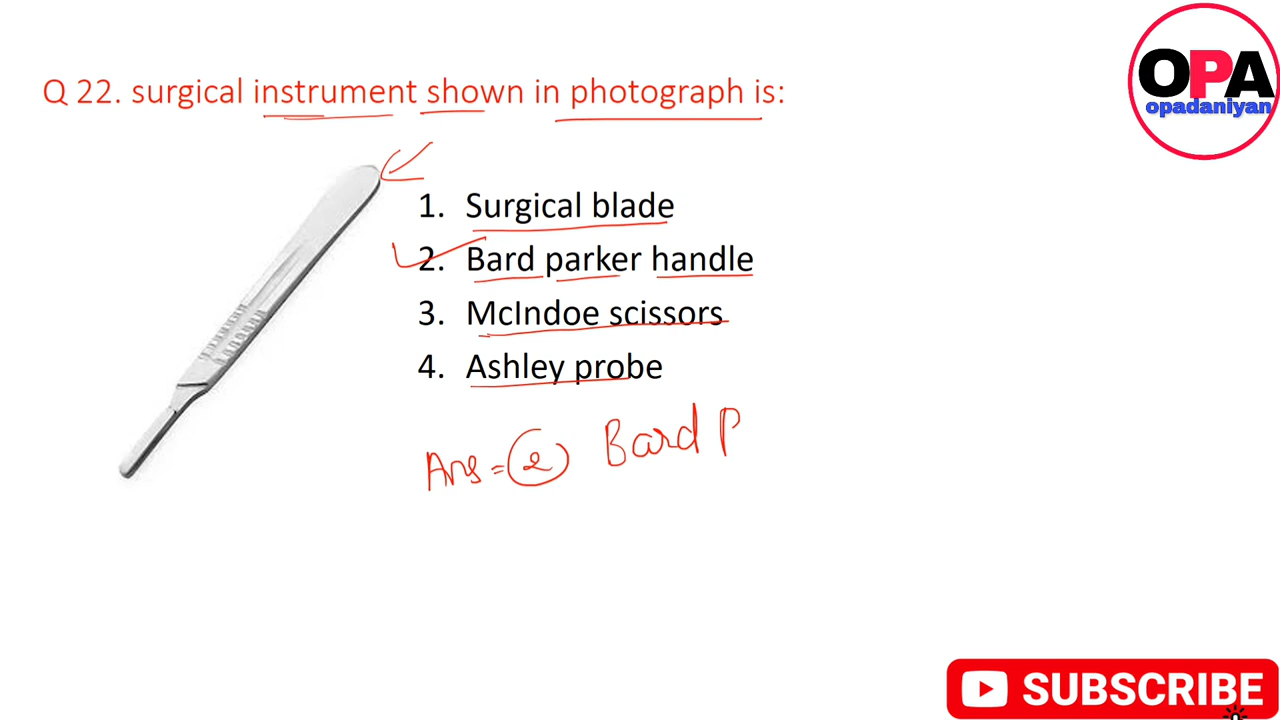 OPA
opadaniyan
Q 22. surgical instrument shown in photograph is:
1. Surgical blade
2. Bard parker handle
3. McIndoe scissors
4. Ashley probe
Ans = 2 Bard P
SUBSCRIBE